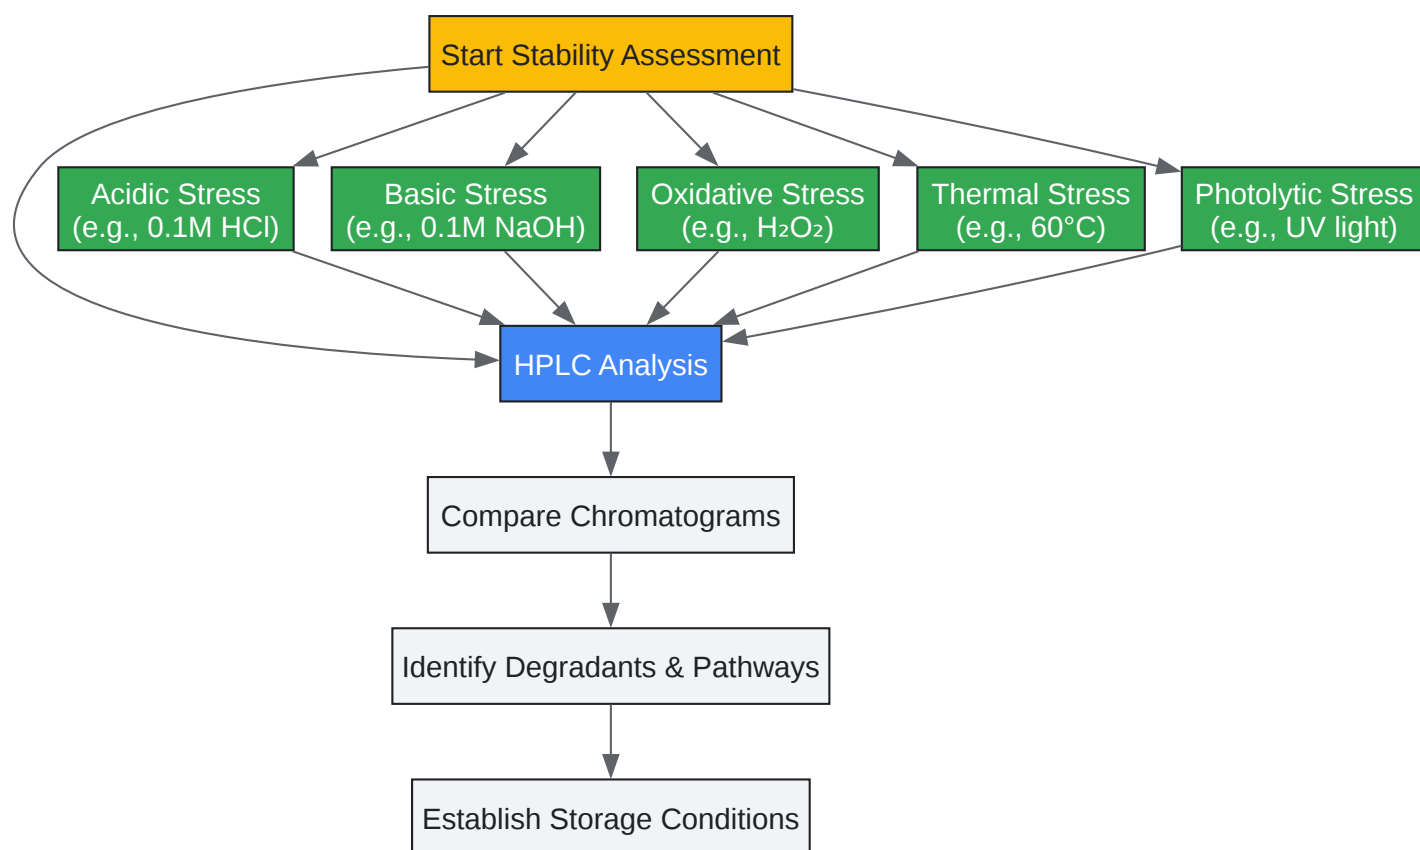 Start Stability Assessment
Acidic Stress
(e.g., 0.1M HCl)
Basic Stress
(e.g., 0.1M NaOH)
Oxidative Stress
(e.g., H₂O₂)
Thermal Stress
(e.g., 60°C)
Photolytic Stress
(e.g., UV light)
HPLC Analysis
Compare Chromatograms
Identify Degradants & Pathways
Establish Storage Conditions